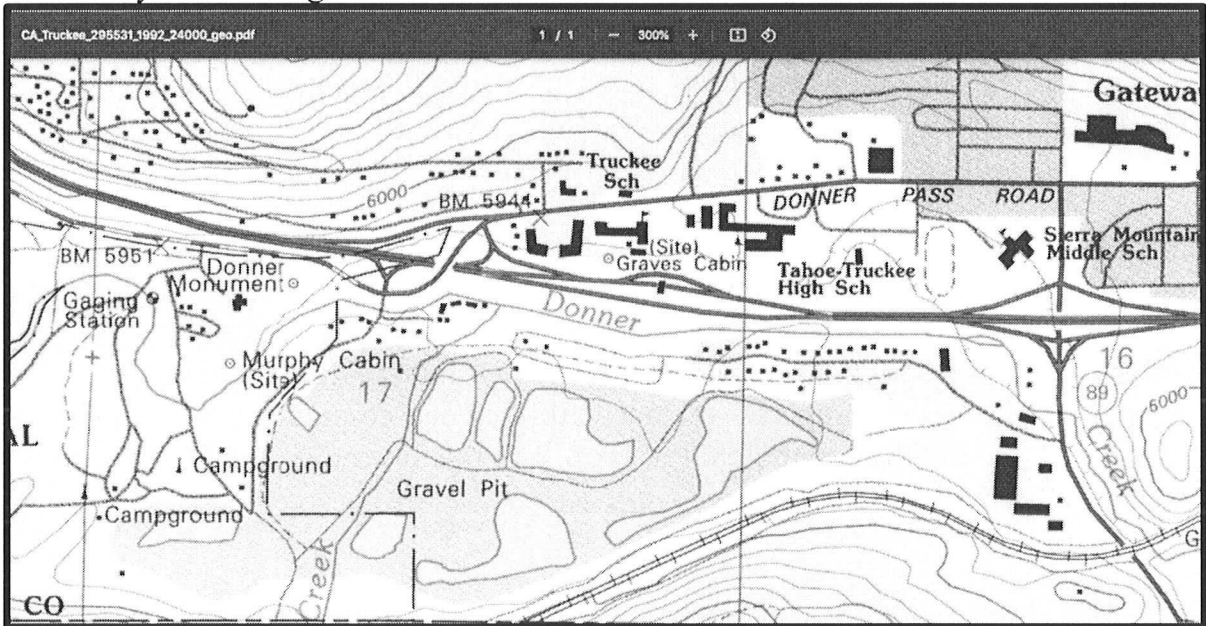 CA_Truckee_295531_1992_24000_geo.pdf
1 / 1 − 300% +
Gatewa
Truckee
Sch
6000
BM 5944
DONNER PASS ROAD
BM 5951
Donner
Monument
(Site)
Graves Cabin
Tahoe-Truckee
High Sch
Sierra Mountain
Middle Sch
Gaging
Station
Donner
Murphy Cabin
(Site)
17
16
89
6000
AL
Creek
Campground
Gravel Pit
Campground
Creek
G
CO